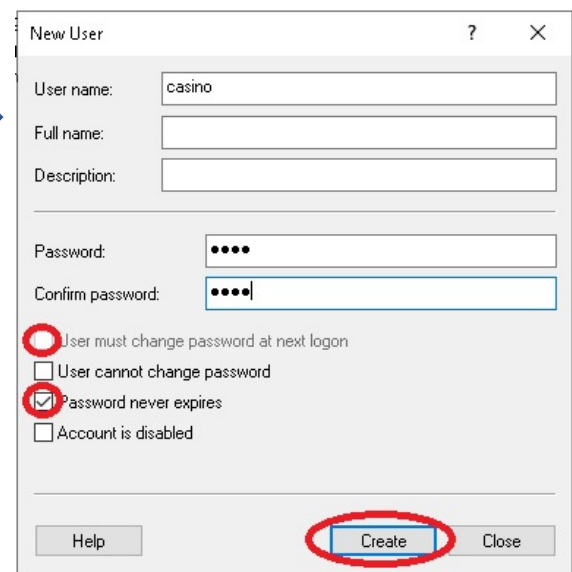 New User
User name: casino
Full name:
Description:
Password: ●●●●
Confirm password: ●●●●
User must change password at next logon
User cannot change password
Password never expires
Account is disabled
Help Create Close